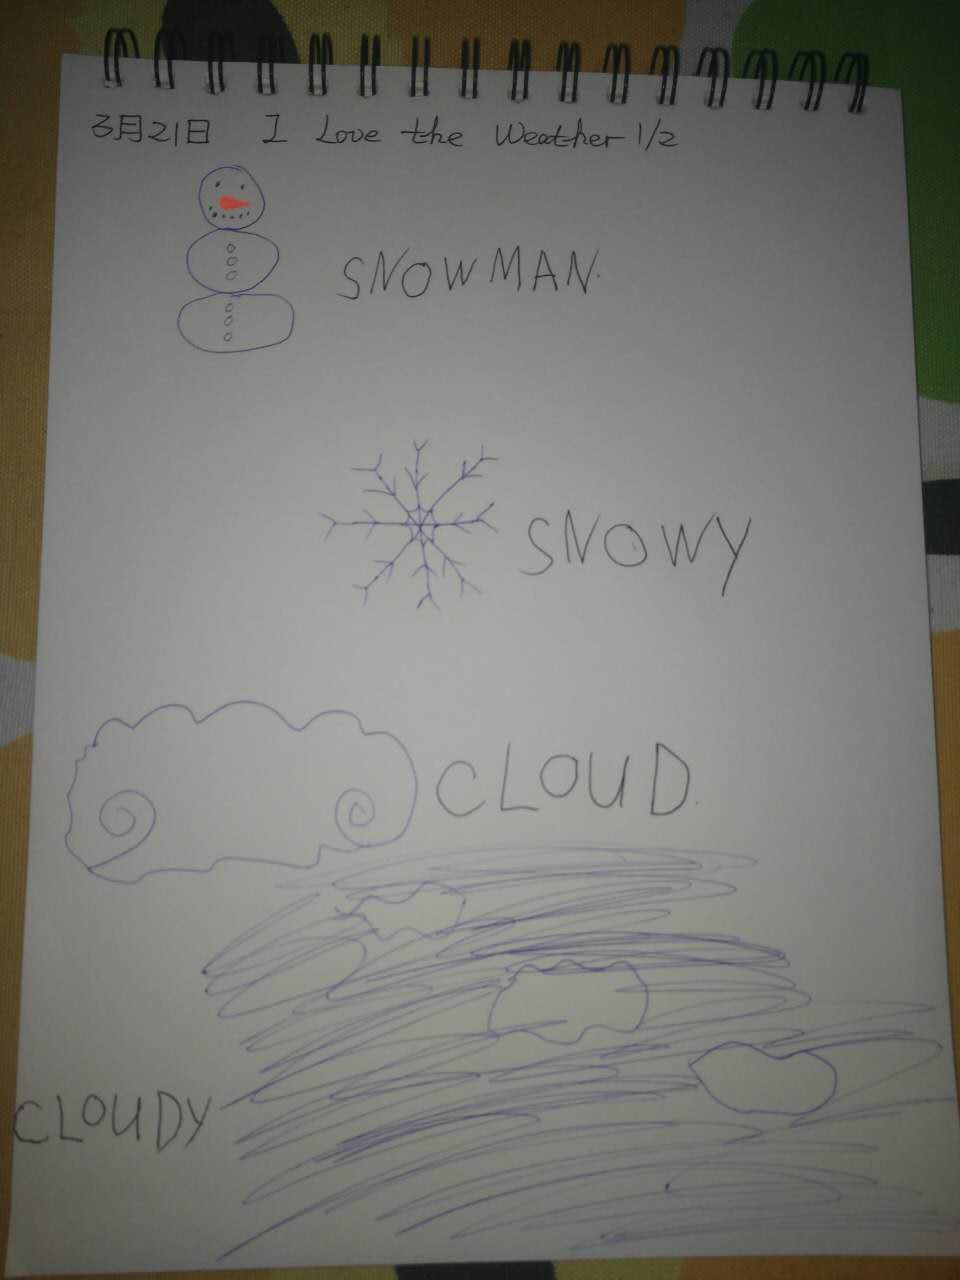 3月21日 I Love the Weather 1/2
SNOWMAN.
SNOWY
CLOUD.
CLOUDY